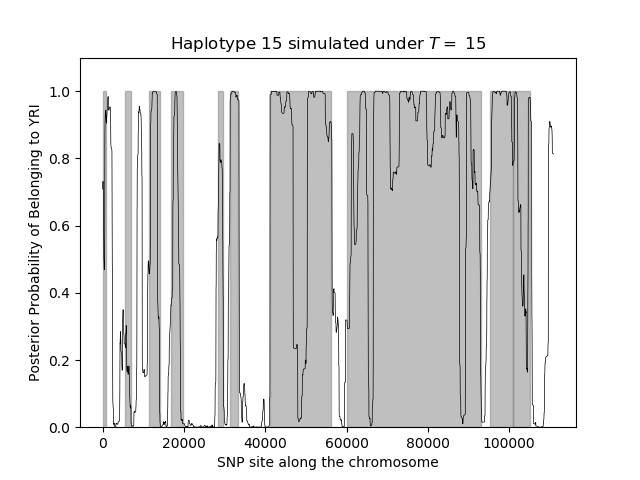 Haplotype 15 simulated under T = 15
Posterior Probability of Belonging to YRI
1.0
0.8
0.6
0.4
0.2
0.0
0 20000 40000 60000 80000 100000
SNP site along the chromosome